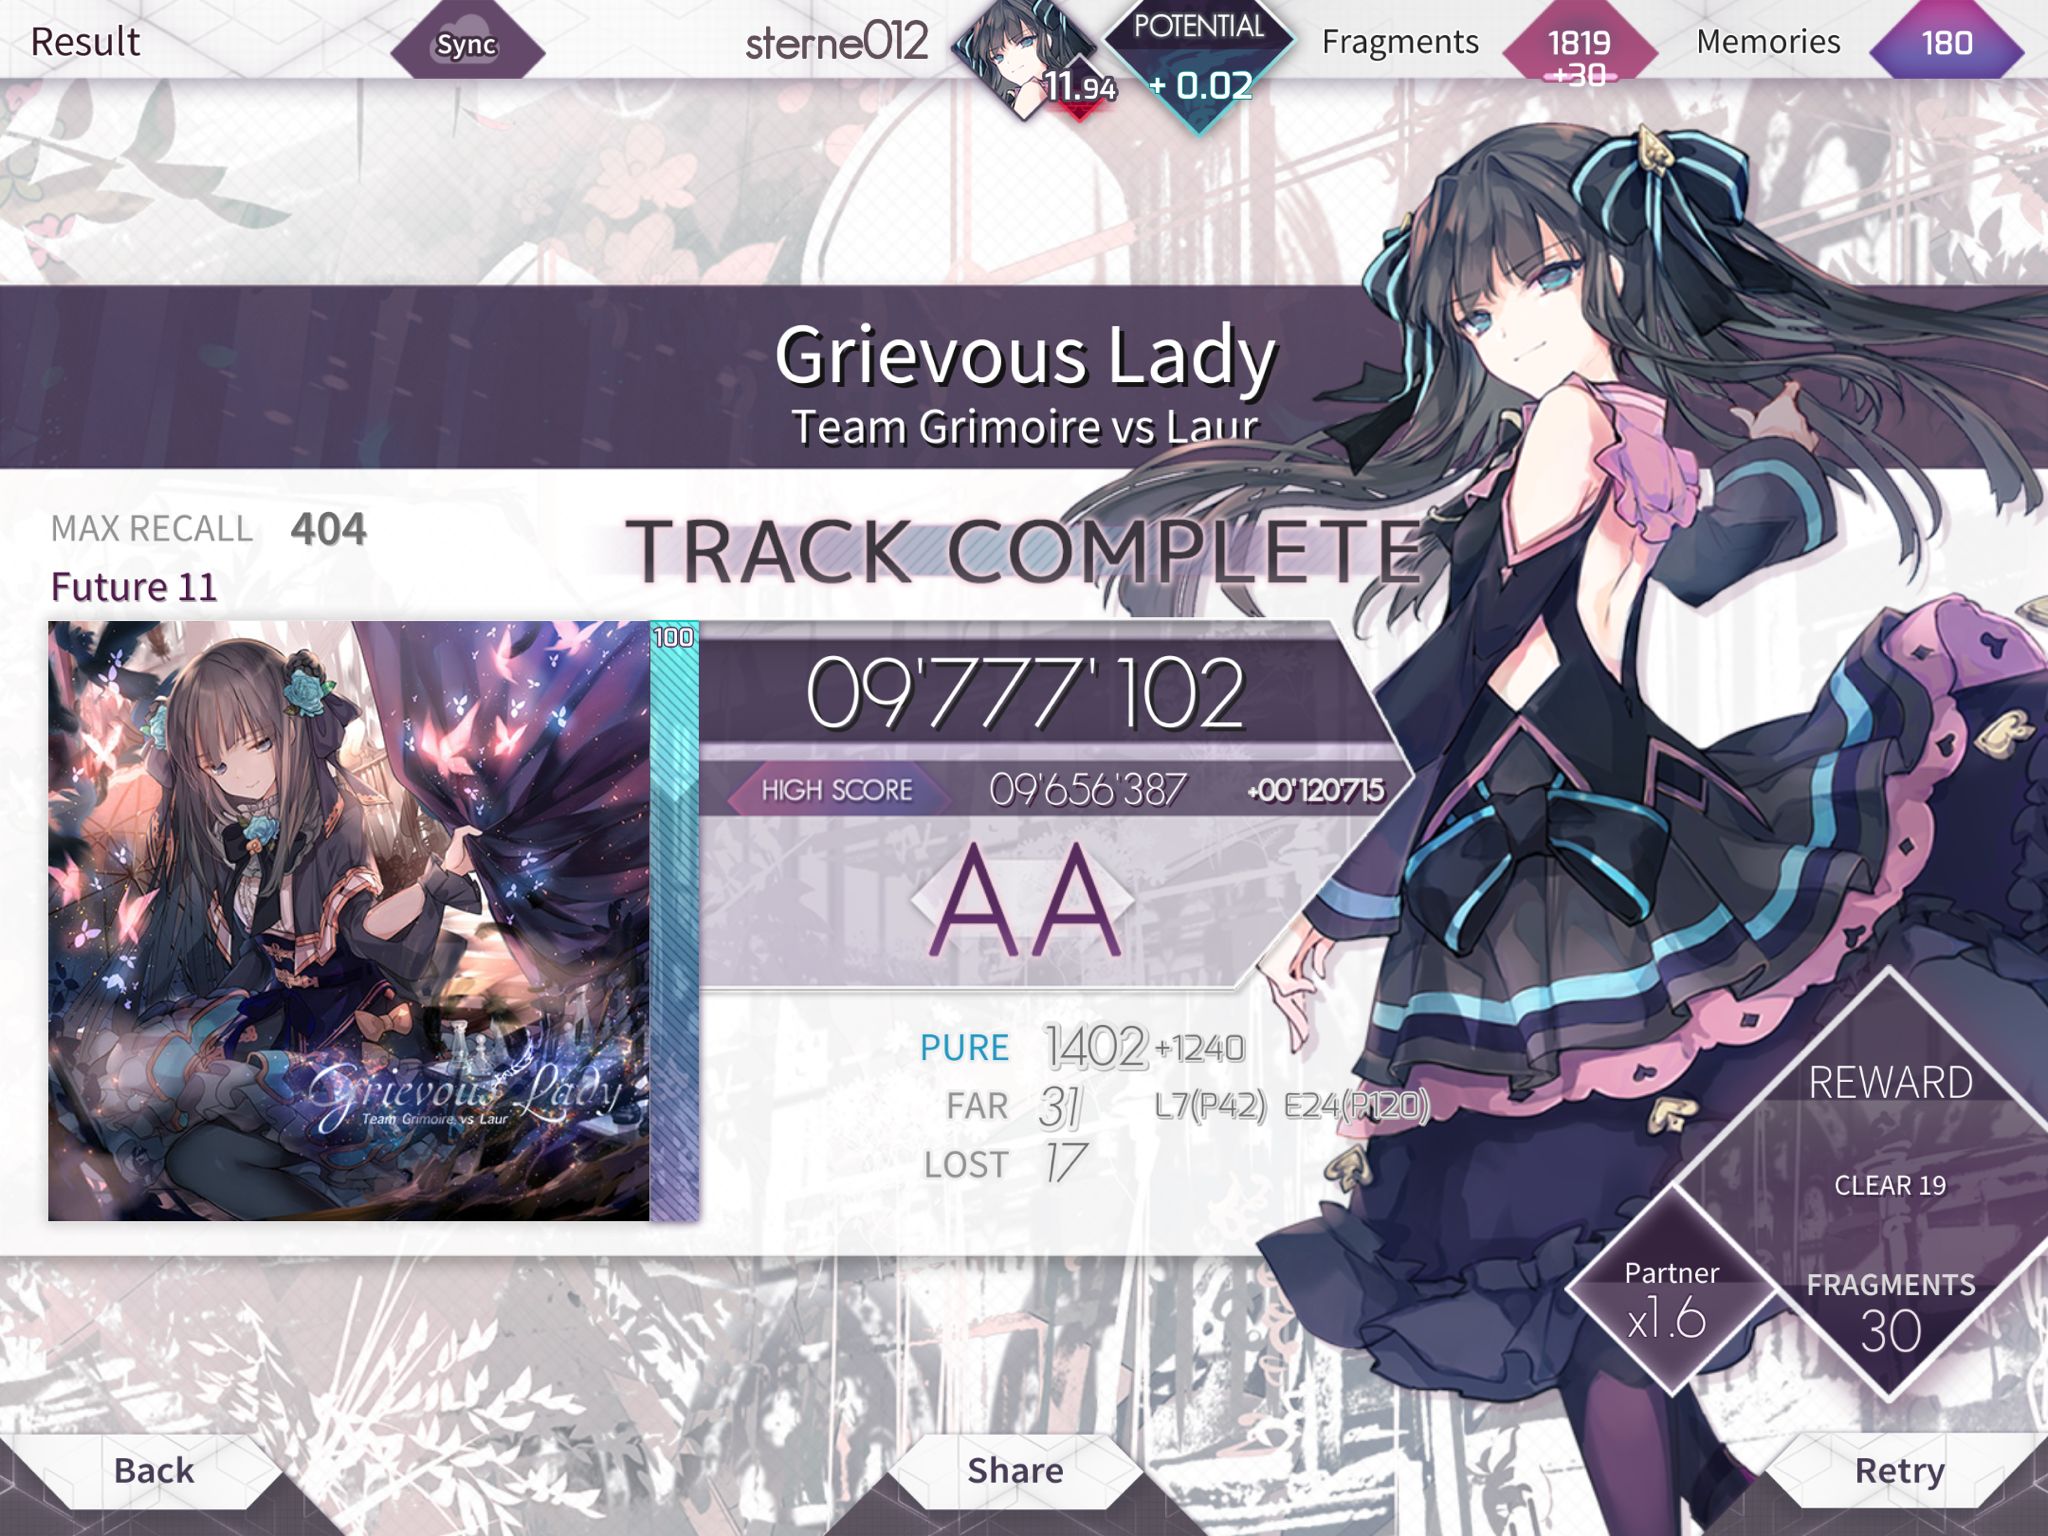 Result
Sync
sterne012
11.94
POTENTIAL
+ 0.02
Fragments
1819
+30
Memories
180
Grievous Lady
Team Grimoire vs Laur
MAX RECALL 404
Future 11
TRACK COMPLETE
100
09'777'102
HIGH SCORE 09'656'387 +00'120'715
AA
Grievous Lady
Team Grimoire vs Laur
PURE 1402 +1240
FAR 31 L7(P42) E24(P120)
LOST 17
REWARD
CLEAR 19
Partner
x1.6
FRAGMENTS
30
Back
Share
Retry